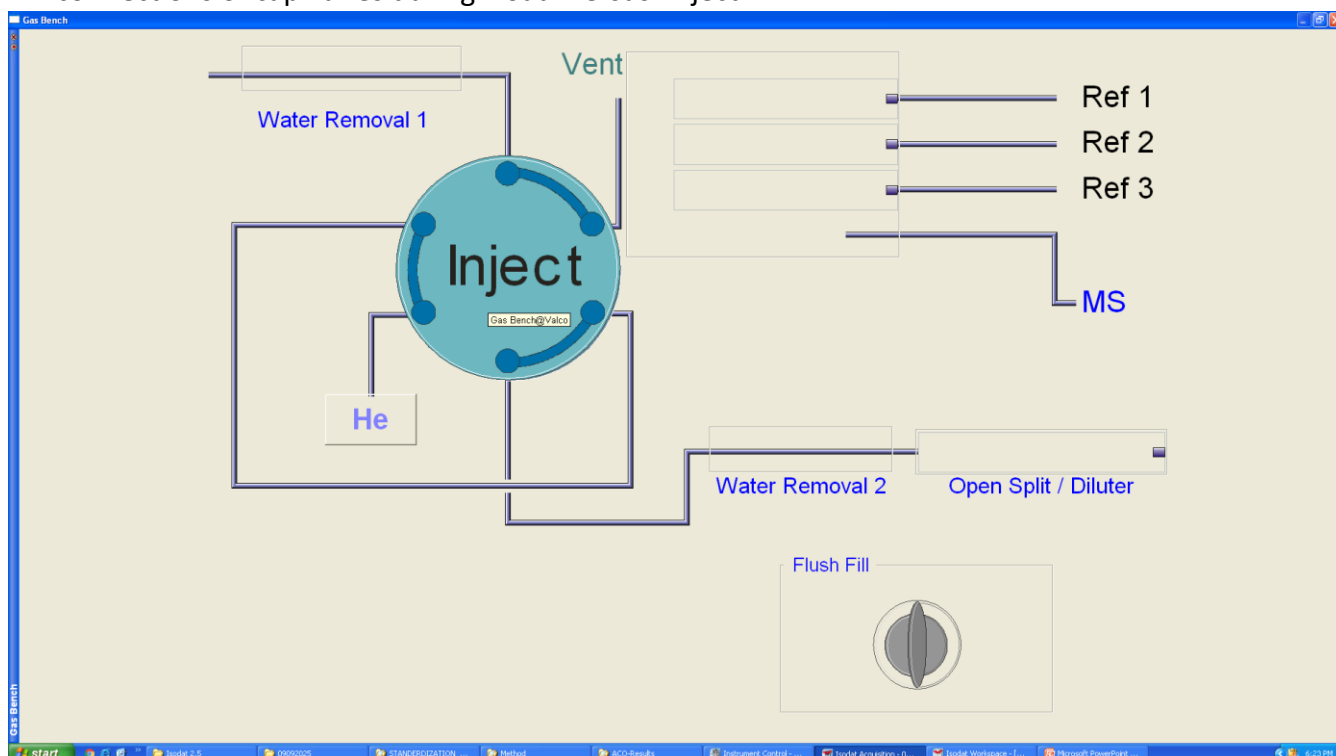 Gas Bench
Vent
Water Removal 1
Ref 1
Ref 2
Ref 3
Inject
Gas Bench@Valco
MS
He
Water Removal 2
Open Split / Diluter
Flush Fill
Gas Bench
start
Isodat 2.5
09092025
STANDERDIZATION ...
Method
ACO-Results
Instrument Control - ...
Isodat Acquisition - ...
Isodat Workspace - I...
Microsoft PowerPoint ...
6:23 PM